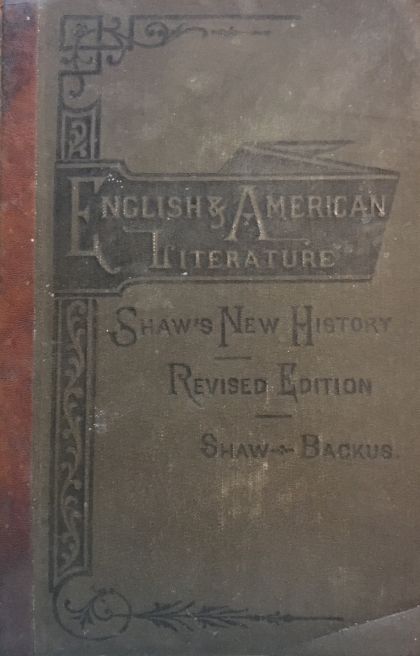 ENGLISH & AMERICAN
LITERATURE
SHAW'S NEW HISTORY
REVISED EDITION
SHAW - BACKUS.